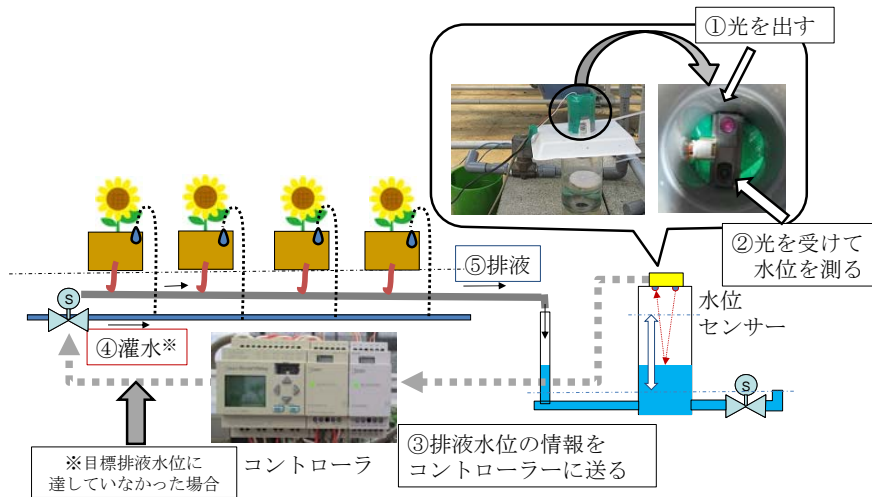 ①光を出す
②光を受けて
水位を測る
⑤排液
水位
センサー
S
④灌水※
S
※目標排液水位に
達していなかった場合
コントローラ
③排液水位の情報を
コントローラーに送る